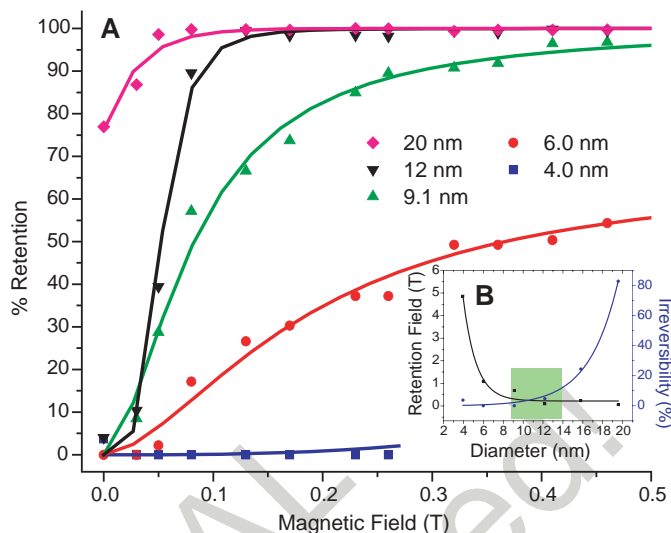 A
100
90
80
70
60
50
40
30
20
10
0
% Retention
0.0
0.1
0.2
0.3
0.4
0.5
Magnetic Field (T)
20 nm
12 nm
9.1 nm
6.0 nm
4.0 nm
B
6
5
4
3
2
1
0
Retention Field (T)
80
60
40
20
0
Irreversibility (%)
2 4 6 8 10 12 14 16 18 20
Diameter (nm)
AL
ed!